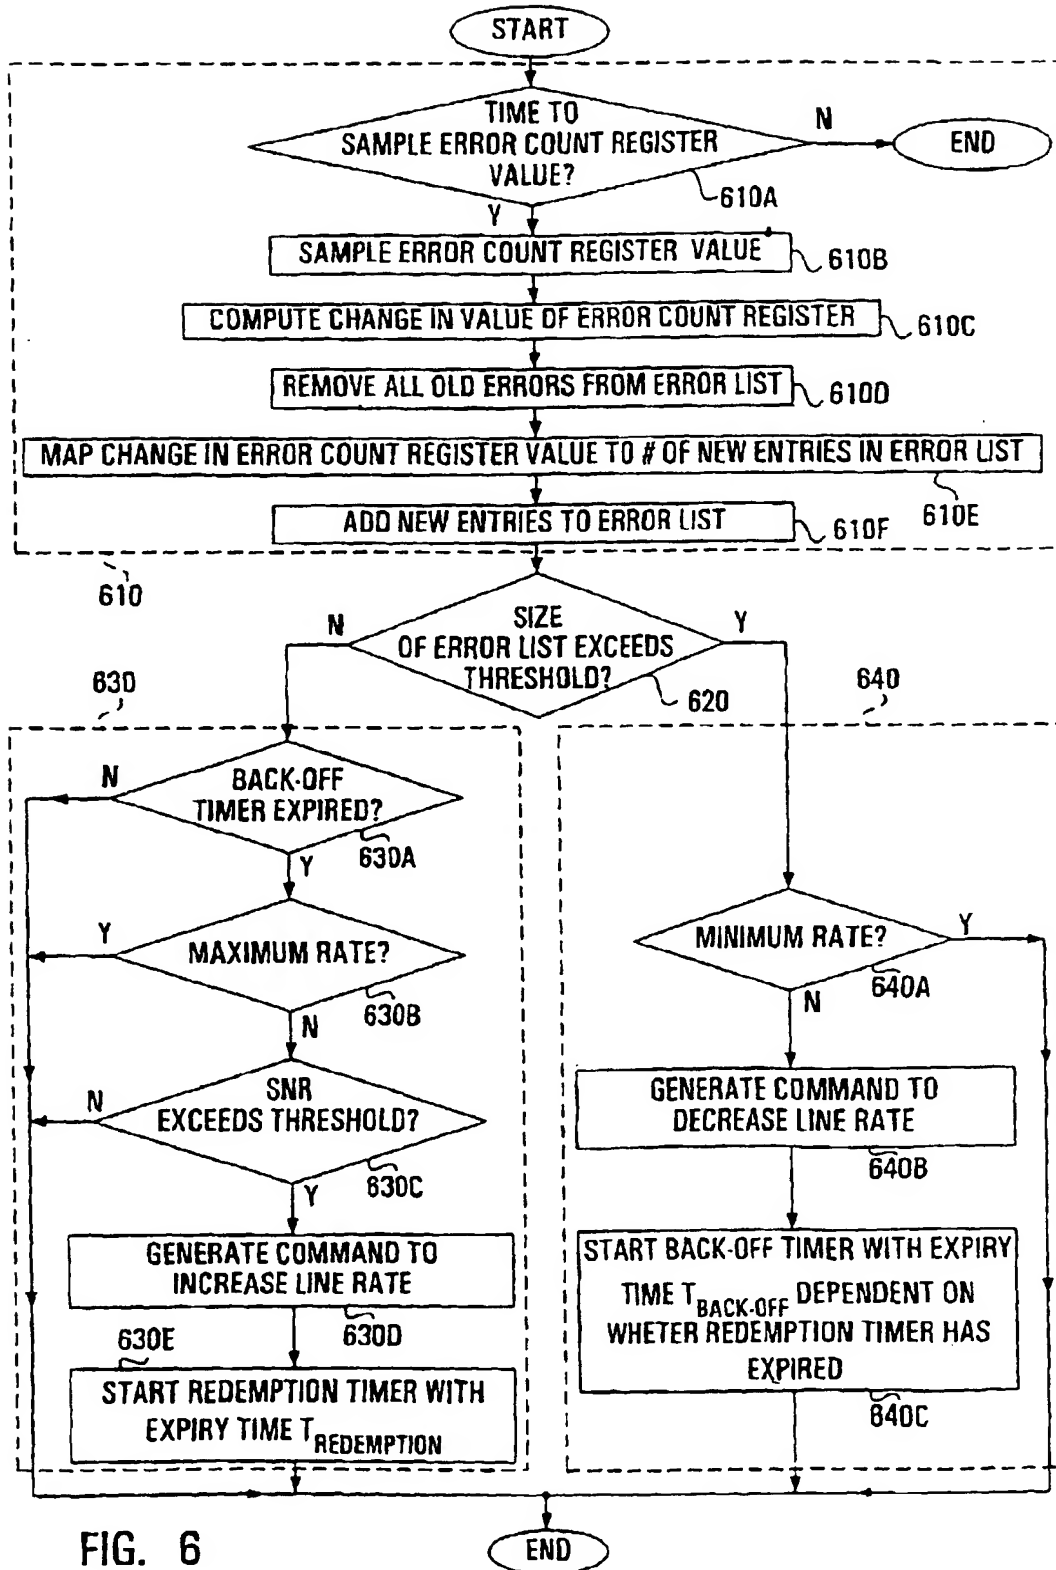 START
TIME TO
SAMPLE ERROR COUNT REGISTER
VALUE?
N
END
610A
Y
SAMPLE ERROR COUNT REGISTER VALUE
610B
COMPUTE CHANGE IN VALUE OF ERROR COUNT REGISTER
610C
REMOVE ALL OLD ERRORS FROM ERROR LIST
610D
MAP CHANGE IN ERROR COUNT REGISTER VALUE TO # OF NEW ENTRIES IN ERROR LIST
610E
ADD NEW ENTRIES TO ERROR LIST
610F
610
N
SIZE
OF ERROR LIST EXCEEDS
THRESHOLD?
Y
620
630
640
N
BACK-OFF
TIMER EXPIRED?
630A
Y
Y
MAXIMUM RATE?
630B
N
N
SNR
EXCEEDS THRESHOLD?
630C
Y
GENERATE COMMAND TO
INCREASE LINE RATE
630D
630E
START REDEMPTION TIMER WITH
EXPIRY TIME T REDEMPTION
MINIMUM RATE?
Y
640A
N
GENERATE COMMAND TO
DECREASE LINE RATE
640B
START BACK-OFF TIMER WITH EXPIRY
TIME T BACK-OFF DEPENDENT ON
WHETER REDEMPTION TIMER HAS
EXPIRED
640C
END
FIG. 6